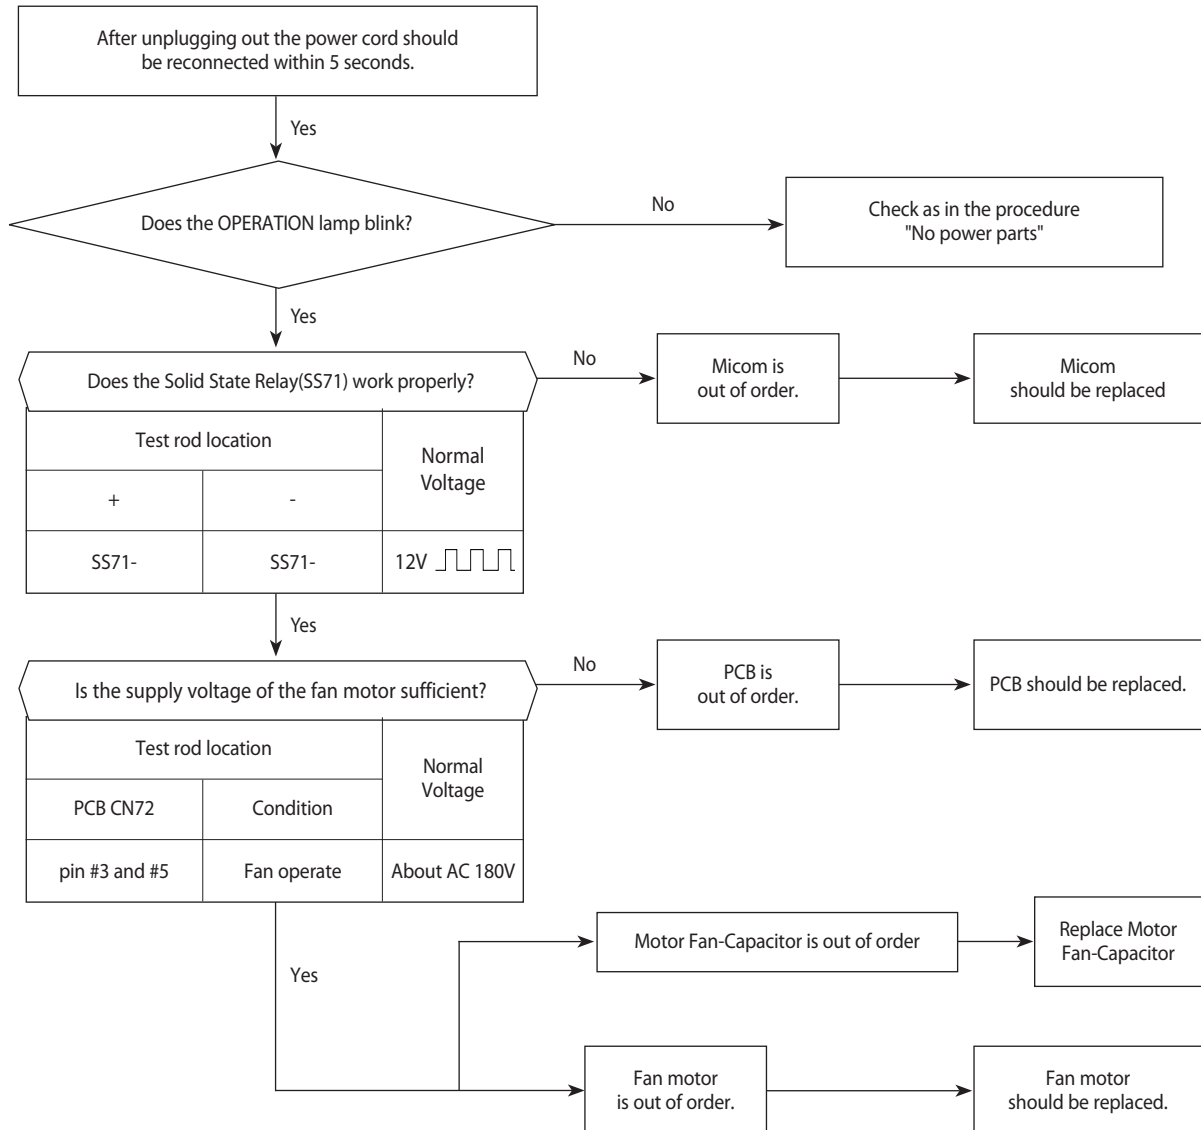 After unplugging out the power cord should
be reconnected within 5 seconds.
Yes
Does the OPERATION lamp blink?
No
Check as in the procedure
"No power parts"
Yes
Does the Solid State Relay(SS71) work properly?
No
Micom is
out of order.
Micom
should be replaced
Test rod location
Normal
Voltage
+
-
SS71-
SS71-
12V
Yes
Is the supply voltage of the fan motor sufficient?
No
PCB is
out of order.
PCB should be replaced.
Test rod location
Normal
Voltage
PCB CN72
Condition
pin #3 and #5
Fan operate
About AC 180V
Yes
Motor Fan-Capacitor is out of order
Replace Motor
Fan-Capacitor
Fan motor
is out of order.
Fan motor
should be replaced.